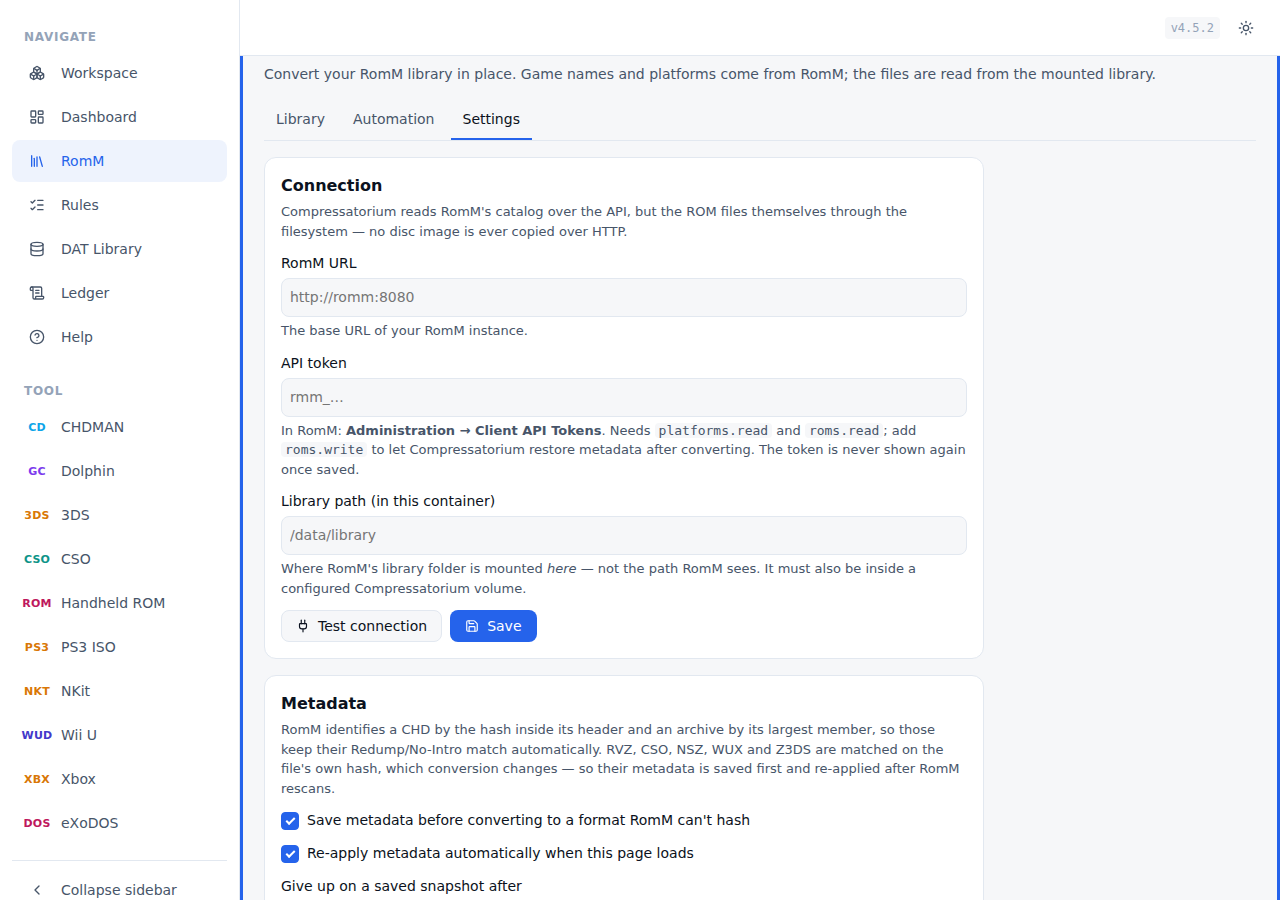 NAVIGATE
Workspace
Dashboard
RomM
Rules
DAT Library
Ledger
Help
TOOL
CD CHDMAN
GC Dolphin
3DS 3DS
CSO CSO
ROM Handheld ROM
PS3 PS3 ISO
NKT NKit
WUD Wii U
XBX Xbox
DOS eXoDOS
Collapse sidebar
v4.5.2
Convert your RomM library in place. Game names and platforms come from RomM; the files are read from the mounted library.
Library Automation Settings
Connection
Compressatorium reads RomM's catalog over the API, but the ROM files themselves through the
filesystem — no disc image is ever copied over HTTP.
RomM URL
http://romm:8080
The base URL of your RomM instance.
API token
rmm_...
In RomM: Administration → Client API Tokens. Needs platforms.read and roms.read; add
roms.write to let Compressatorium restore metadata after converting. The token is never shown again
once saved.
Library path (in this container)
/data/library
Where RomM's library folder is mounted here — not the path RomM sees. It must also be inside a
configured Compressatorium volume.
Test connection Save
Metadata
RomM identifies a CHD by the hash inside its header and an archive by its largest member, so those
keep their Redump/No-Intro match automatically. RVZ, CSO, NSZ, WUX and Z3DS are matched on the
file's own hash, which conversion changes — so their metadata is saved first and re-applied after RomM
rescans.
Save metadata before converting to a format RomM can't hash
Re-apply metadata automatically when this page loads
Give up on a saved snapshot after